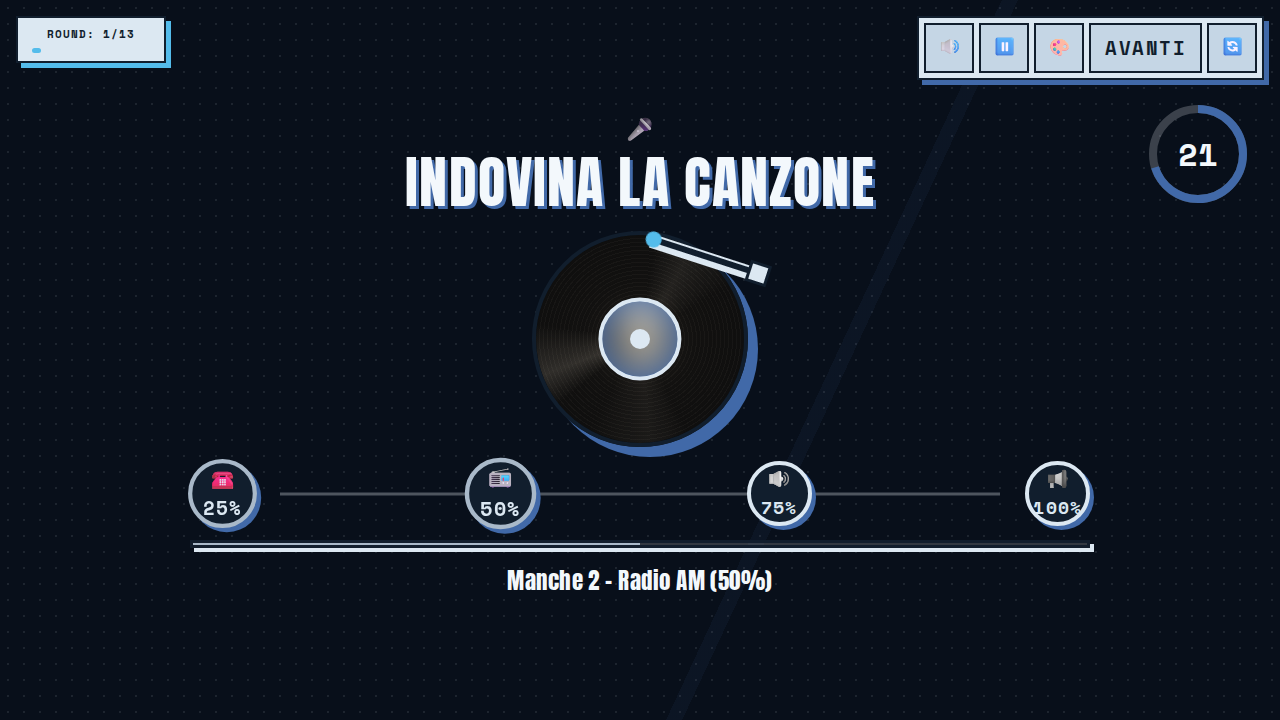 ROUND: 1/13
AVANTI
21
INDOVINA LA CANZONE
25%
50%
75%
100%
Manche 2 - Radio AM (50%)